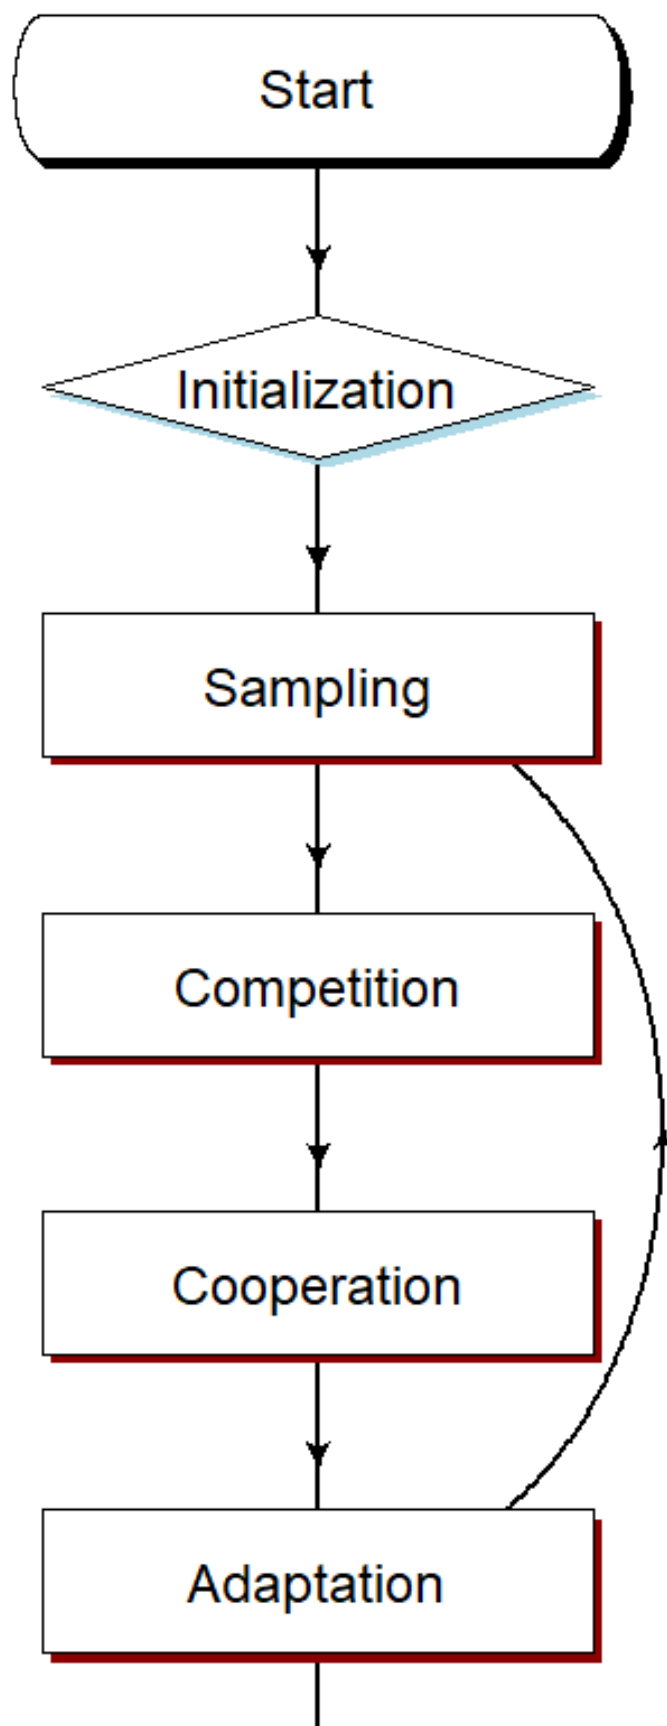 Start
Initialization
Sampling
Competition
Cooperation
Adaptation